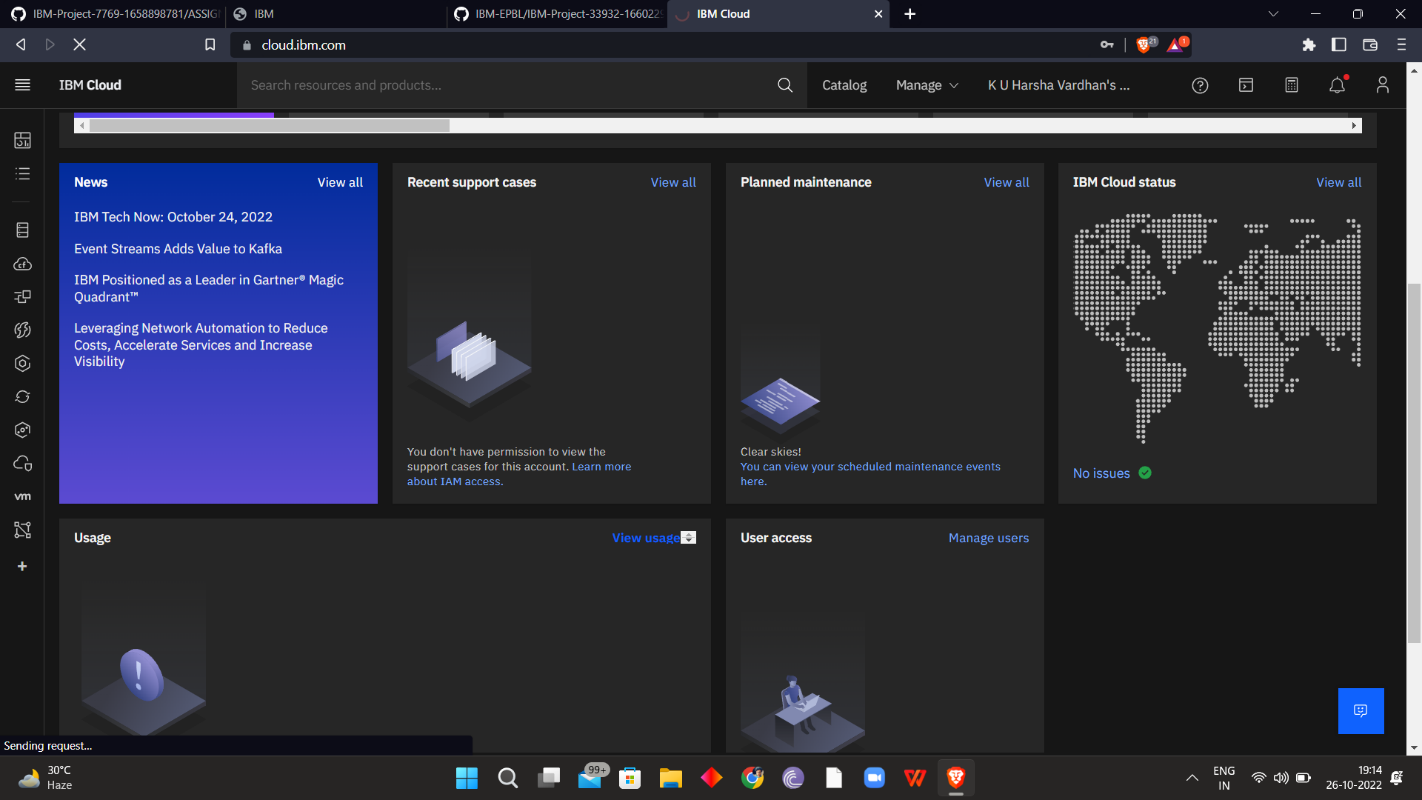 IBM-Project-7769-1658898781/ASSIG
IBM
IBM-EPBL/IBM-Project-33932-166022
IBM Cloud
cloud.ibm.com
21
1
IBM Cloud
Search resources and products...
Catalog
Manage
K U Harsha Vardhan's ...
News
View all
IBM Tech Now: October 24, 2022
Event Streams Adds Value to Kafka
IBM Positioned as a Leader in Gartner® Magic
Quadrant™
Leveraging Network Automation to Reduce
Costs, Accelerate Services and Increase
Visibility
Recent support cases
View all
You don't have permission to view the
support cases for this account. Learn more
about IAM access.
Planned maintenance
View all
Clear skies!
You can view your scheduled maintenance events
here.
IBM Cloud status
View all
No issues
cf
vm
Usage
View usage
User access
Manage users
Sending request...
30°C
Haze
99+
ENG
IN
19:14
26-10-2022